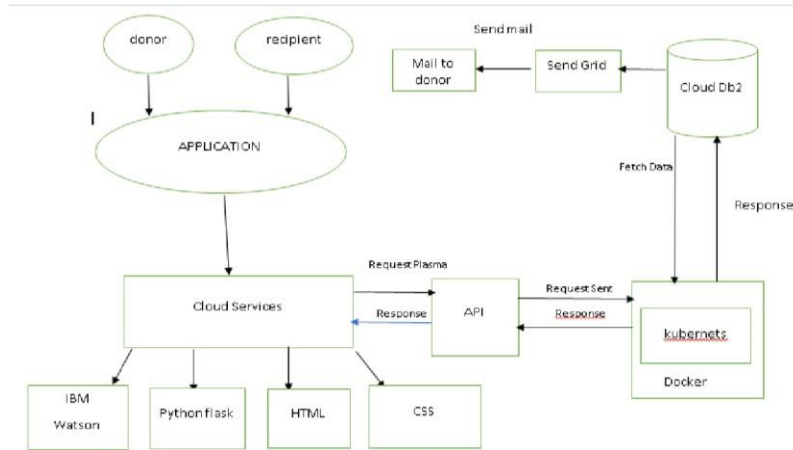 donor
recipient
Send mail
Mail to
donor
Send Grid
Cloud Db2
APPLICATION
Fetch Data
Response
Request Plasma
Request Sent
Cloud Services
Response
API
Response
kubernets
Docker
IBM
Watson
Python flask
HTML
CSS